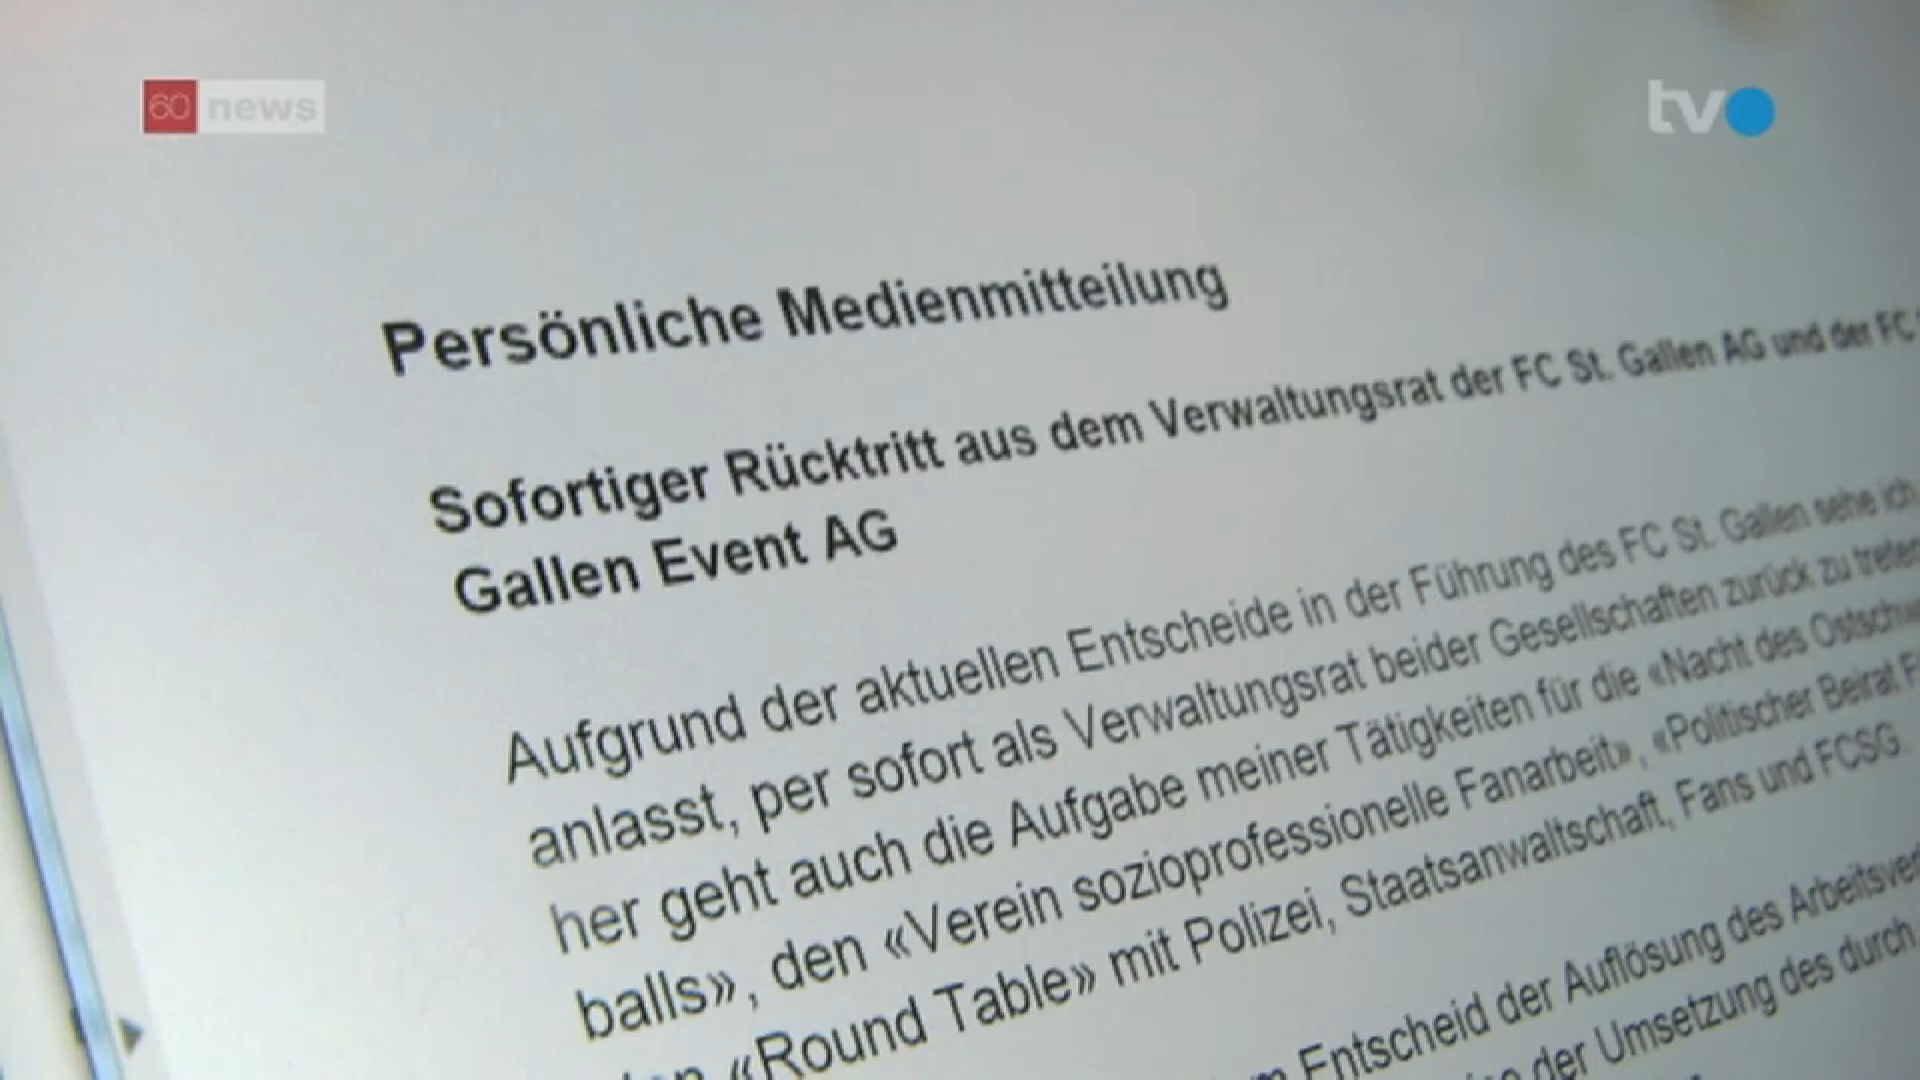 60 news
tvo
Persönliche Medienmitteilung
Sofortiger Rücktritt aus dem Verwaltungsrat der FC St. Gallen AG und der FC
Gallen Event AG
Aufgrund der aktuellen Entscheide in der Führung des FC St. Gallen sehe ich
anlasst, per sofort als Verwaltungsrat beider Gesellschaften zurück zu treten
her geht auch die Aufgabe meiner Tätigkeiten für die «Nacht des Ostschw
balls», den «Verein sozioprofessionelle Fanarbeit», «Politischer Beirat F
«Round Table» mit Polizei, Staatsanwaltschaft, Fans und FCSG.
Entscheid der Auflösung des Arbeitsver
der Umsetzung des durch